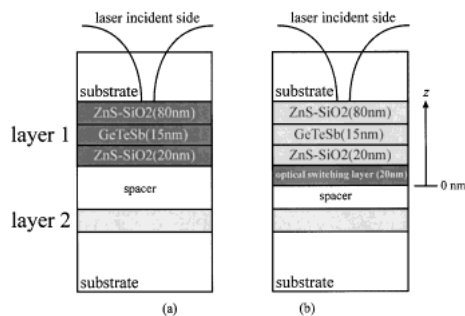 laser incident side
substrate
ZnS-SiO2(80nm)
GeTeSb(15nm)
ZnS-SiO2(20nm)
layer 1
spacer
layer 2
substrate
(a)
laser incident side
substrate
z
ZnS-SiO2(80nm)
GeTeSb(15nm)
ZnS-SiO2(20nm)
optical switching layer (20nm)
0 nm
spacer
substrate
(b)